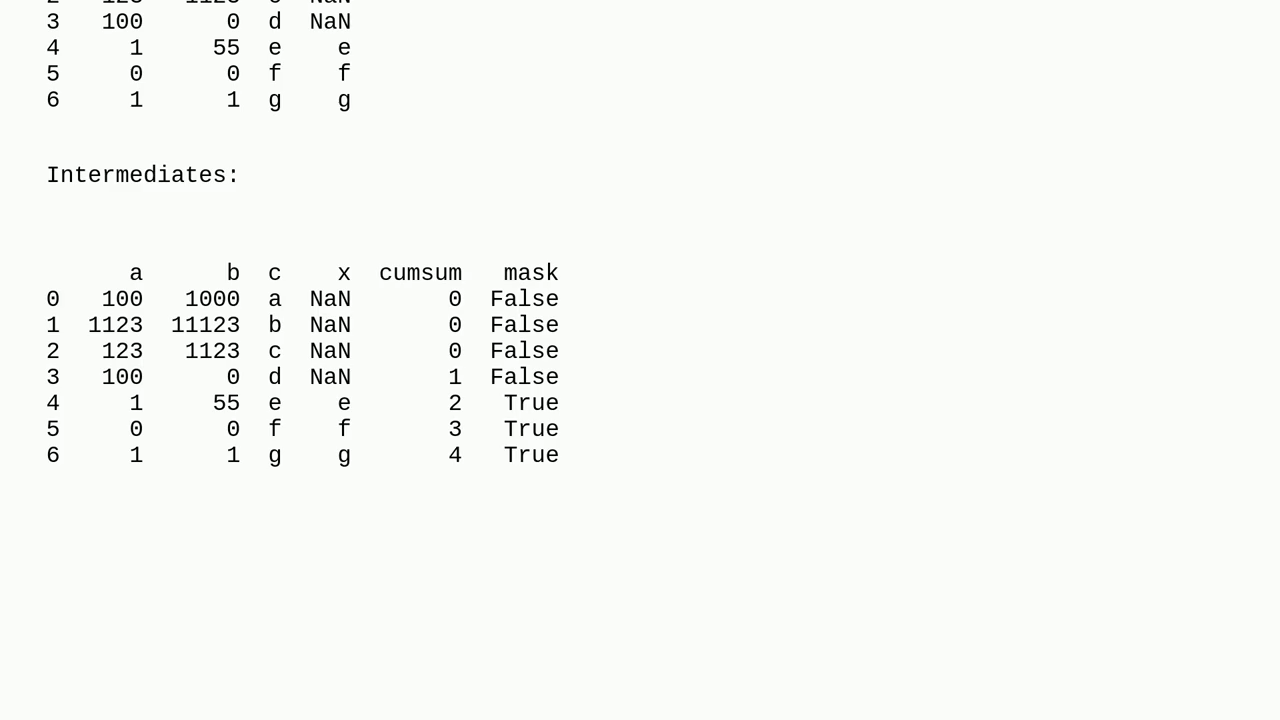 3   100      0  d  NaN
4     1     55  e    e
5     0      0  f    f
6     1      1  g    g
Intermediates:
      a      b  c    x  cumsum   mask
0   100   1000  a  NaN       0  False
1  1123  11123  b  NaN       0  False
2   123   1123  c  NaN       0  False
3   100      0  d  NaN       1  False
4     1     55  e    e       2   True
5     0      0  f    f       3   True
6     1      1  g    g       4   True